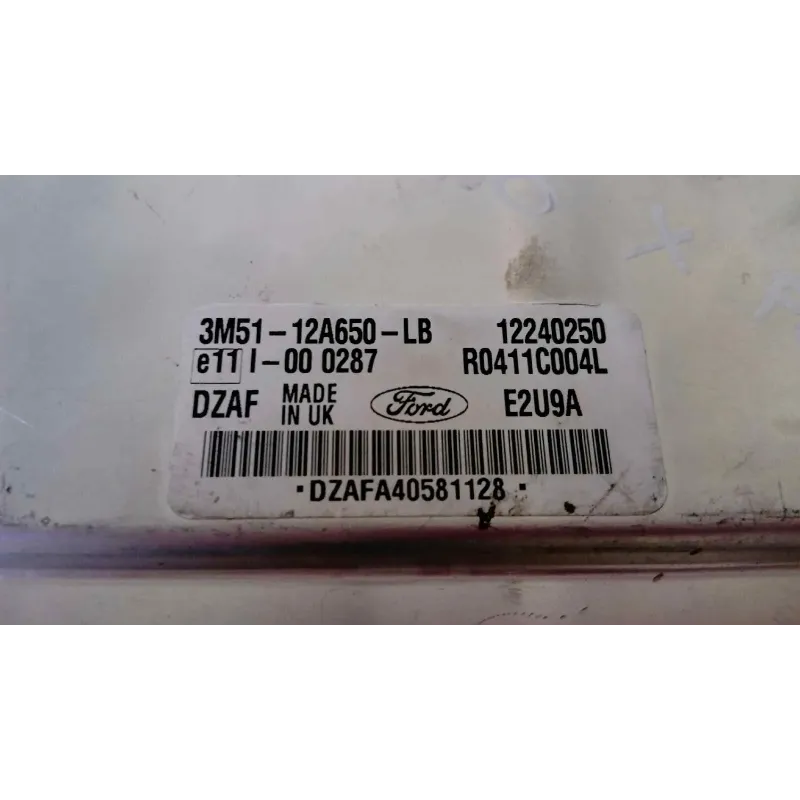 3M51-12A650-LB 12240250
e11 I-00 0287 R0411C004L
DZAF MADE IN UK Ford E2U9A
·DZAFA40581128·